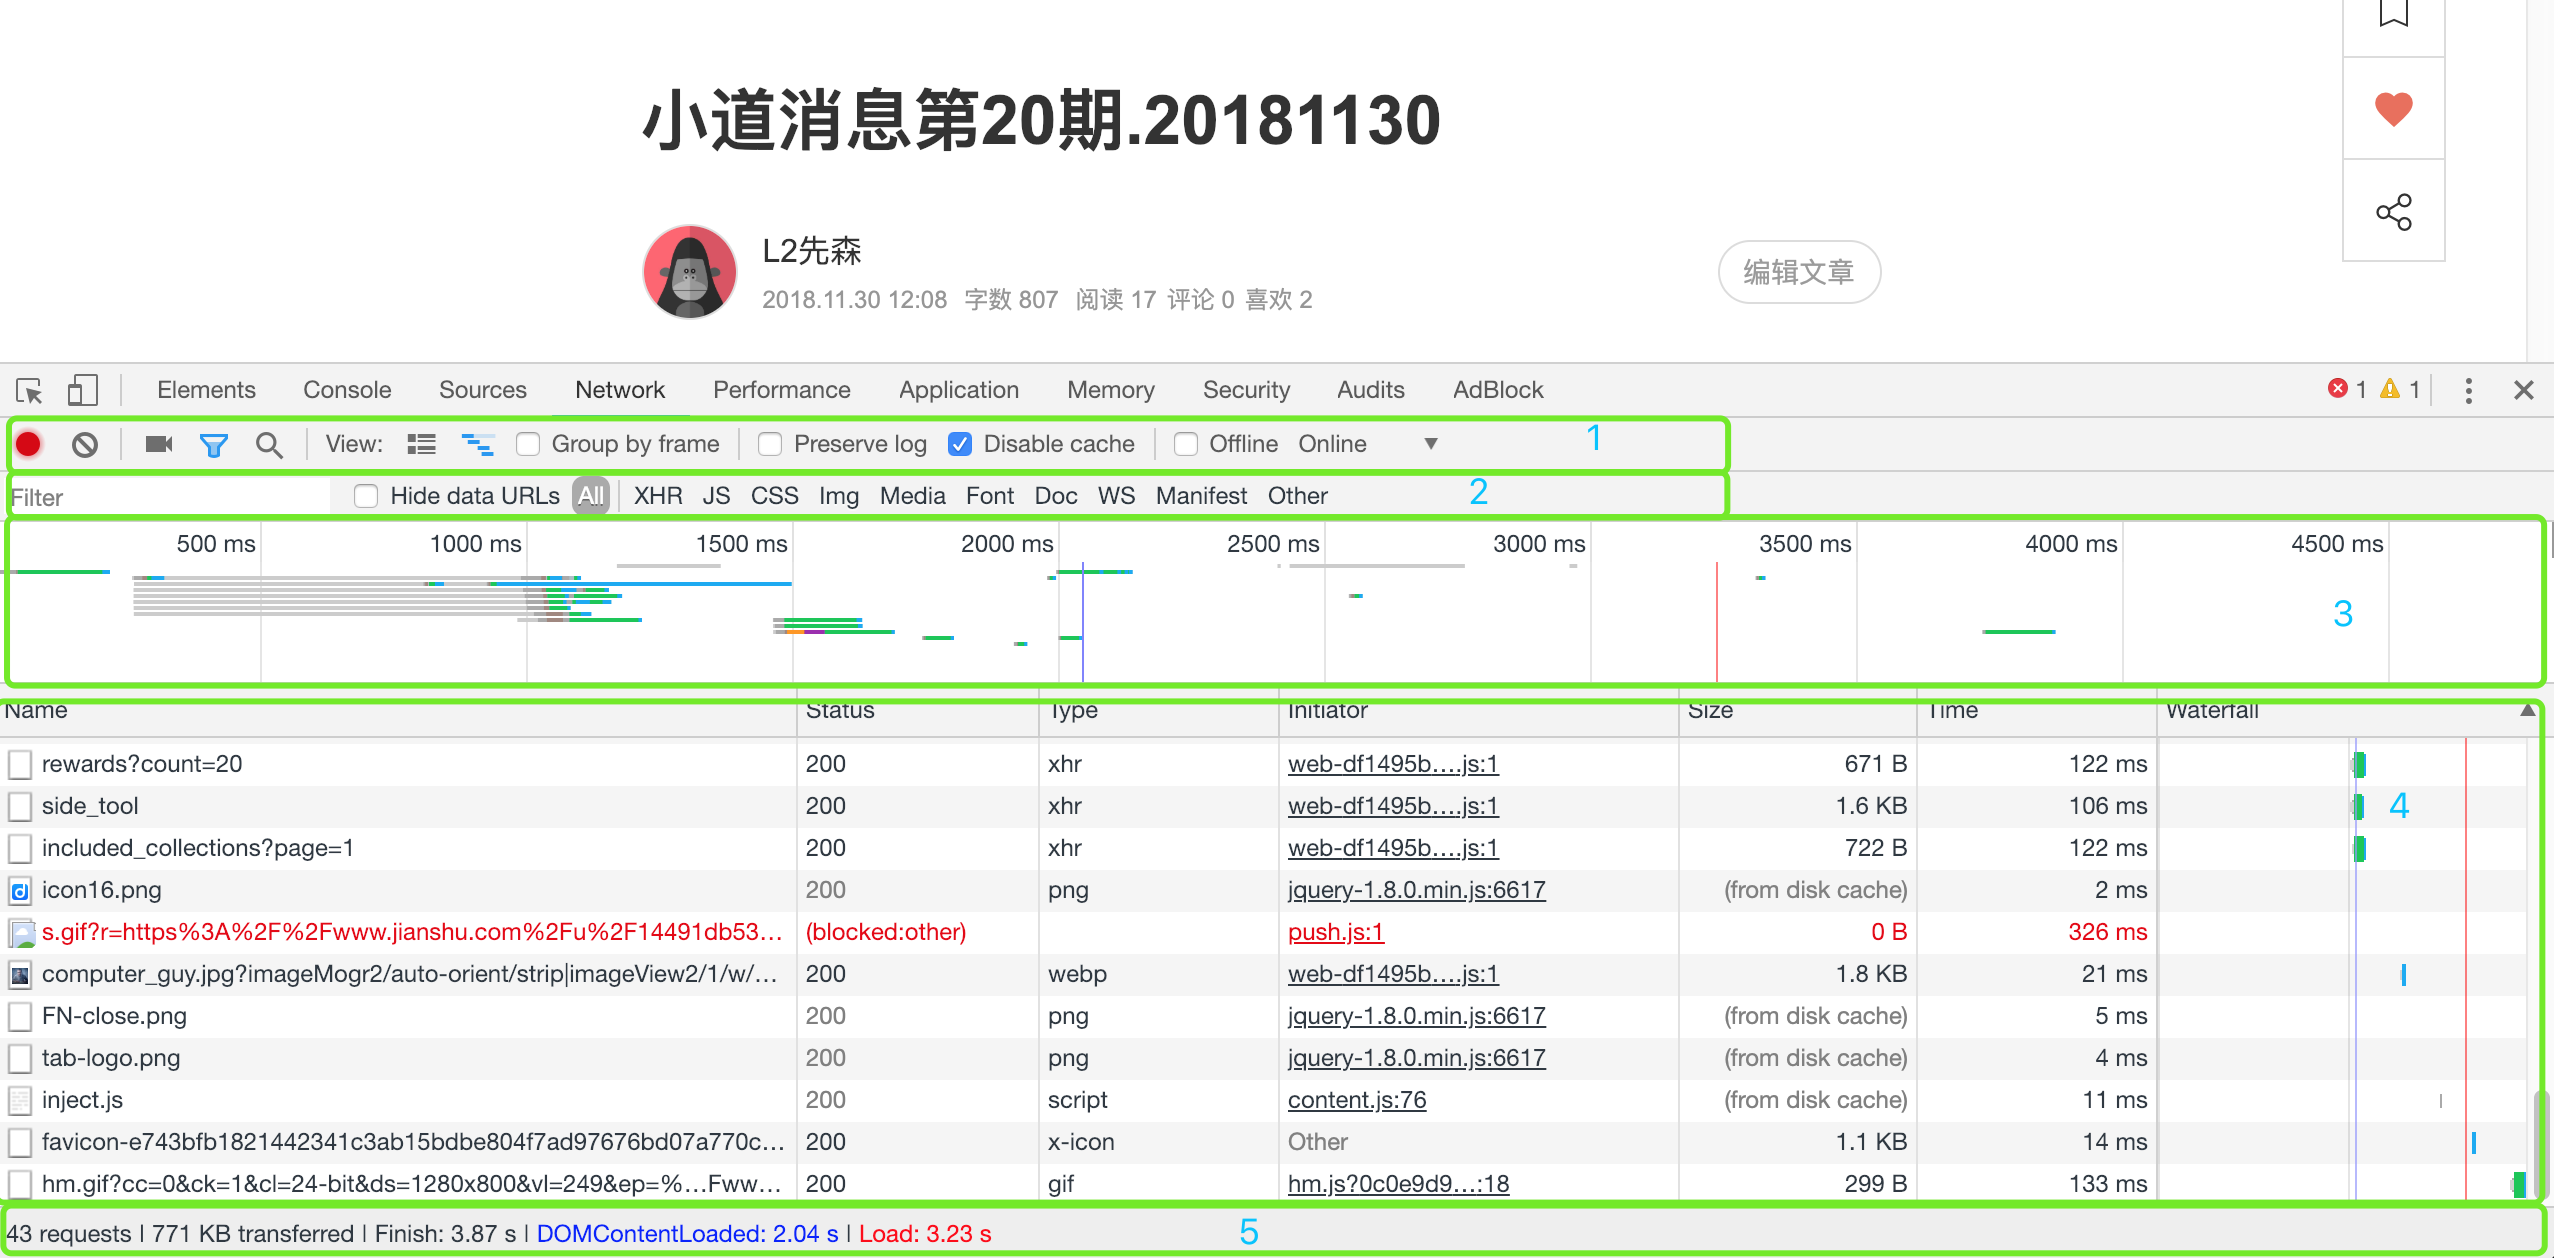 小道消息第20期.20181130
L2先森
2018.11.30 12:08 字数 807 阅读 17 评论 0 喜欢 2
编辑文章
Elements Console Sources Network Performance Application Memory Security Audits AdBlock 1 1
View: Group by frame Preserve log Disable cache Offline Online 1
Filter Hide data URLs All XHR JS CSS Img Media Font Doc WS Manifest Other 2
500 ms 1000 ms 1500 ms 2000 ms 2500 ms 3000 ms 3500 ms 4000 ms 4500 ms
3
Name Status Type Initiator Size Time Waterfall
rewards?count=20 200 xhr web-df1495b….js:1 671 B 122 ms
side_tool 200 xhr web-df1495b….js:1 1.6 KB 106 ms 4
included_collections?page=1 200 xhr web-df1495b….js:1 722 B 122 ms
icon16.png 200 png jquery-1.8.0.min.js:6617 (from disk cache) 2 ms
s.gif?r=https%3A%2F%2Fwww.jianshu.com%2Fu%2F14491db53… (blocked:other) push.js:1 0 B 326 ms
computer_guy.jpg?imageMogr2/auto-orient/strip|imageView2/1/w/… 200 webp web-df1495b….js:1 1.8 KB 21 ms
FN-close.png 200 png jquery-1.8.0.min.js:6617 (from disk cache) 5 ms
tab-logo.png 200 png jquery-1.8.0.min.js:6617 (from disk cache) 4 ms
inject.js 200 script content.js:76 (from disk cache) 11 ms
favicon-e743bfb1821442341c3ab15bdbe804f7ad97676bd07a770c… 200 x-icon Other 1.1 KB 14 ms
hm.gif?cc=0&ck=1&cl=24-bit&ds=1280x800&vl=249&ep=%…Fww… 200 gif hm.js?0c0e9d9…:18 299 B 133 ms
43 requests | 771 KB transferred | Finish: 3.87 s | DOMContentLoaded: 2.04 s | Load: 3.23 s 5